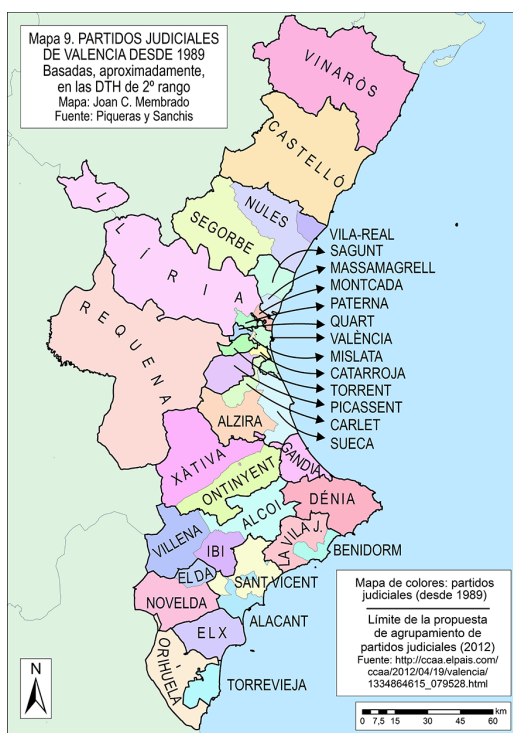 Mapa 9. PARTIDOS JUDICIALES
DE VALENCIA DESDE 1989
Basadas, aproximadamente,
en las DTH de 2º rango
Mapa: Joan C. Membrado
Fuente: Piqueras y Sanchis
VINARÒS
CASTELLÓ
NULES
SEGORBE
LLÍRIA
REQUENA
VILA-REAL
SAGUNT
MASSAMAGRELL
MONTCADA
PATERNA
QUART
VALÈNCIA
MISLATA
CATARROJA
TORRENT
PICASSENT
CARLET
SUECA
ALZIRA
XÀTIVA
GANDIA
ONTINYENT
DÉNIA
ALCOI
VILLENA
IBI
LA VILA J.
BENIDORM
ELDA
SANT VICENT
NOVELDA
ALACANT
ELX
ORIHUELA
TORREVIEJA
Mapa de colores: partidos
judiciales (desde 1989)
Límite de la propuesta
de agrupamiento de
partidos judiciales (2012)
Fuente: http://ccaa.elpais.com/
ccaa/2012/04/19/valencia/
1334864615_079528.html
N
km
0 7,5 15 30 45 60